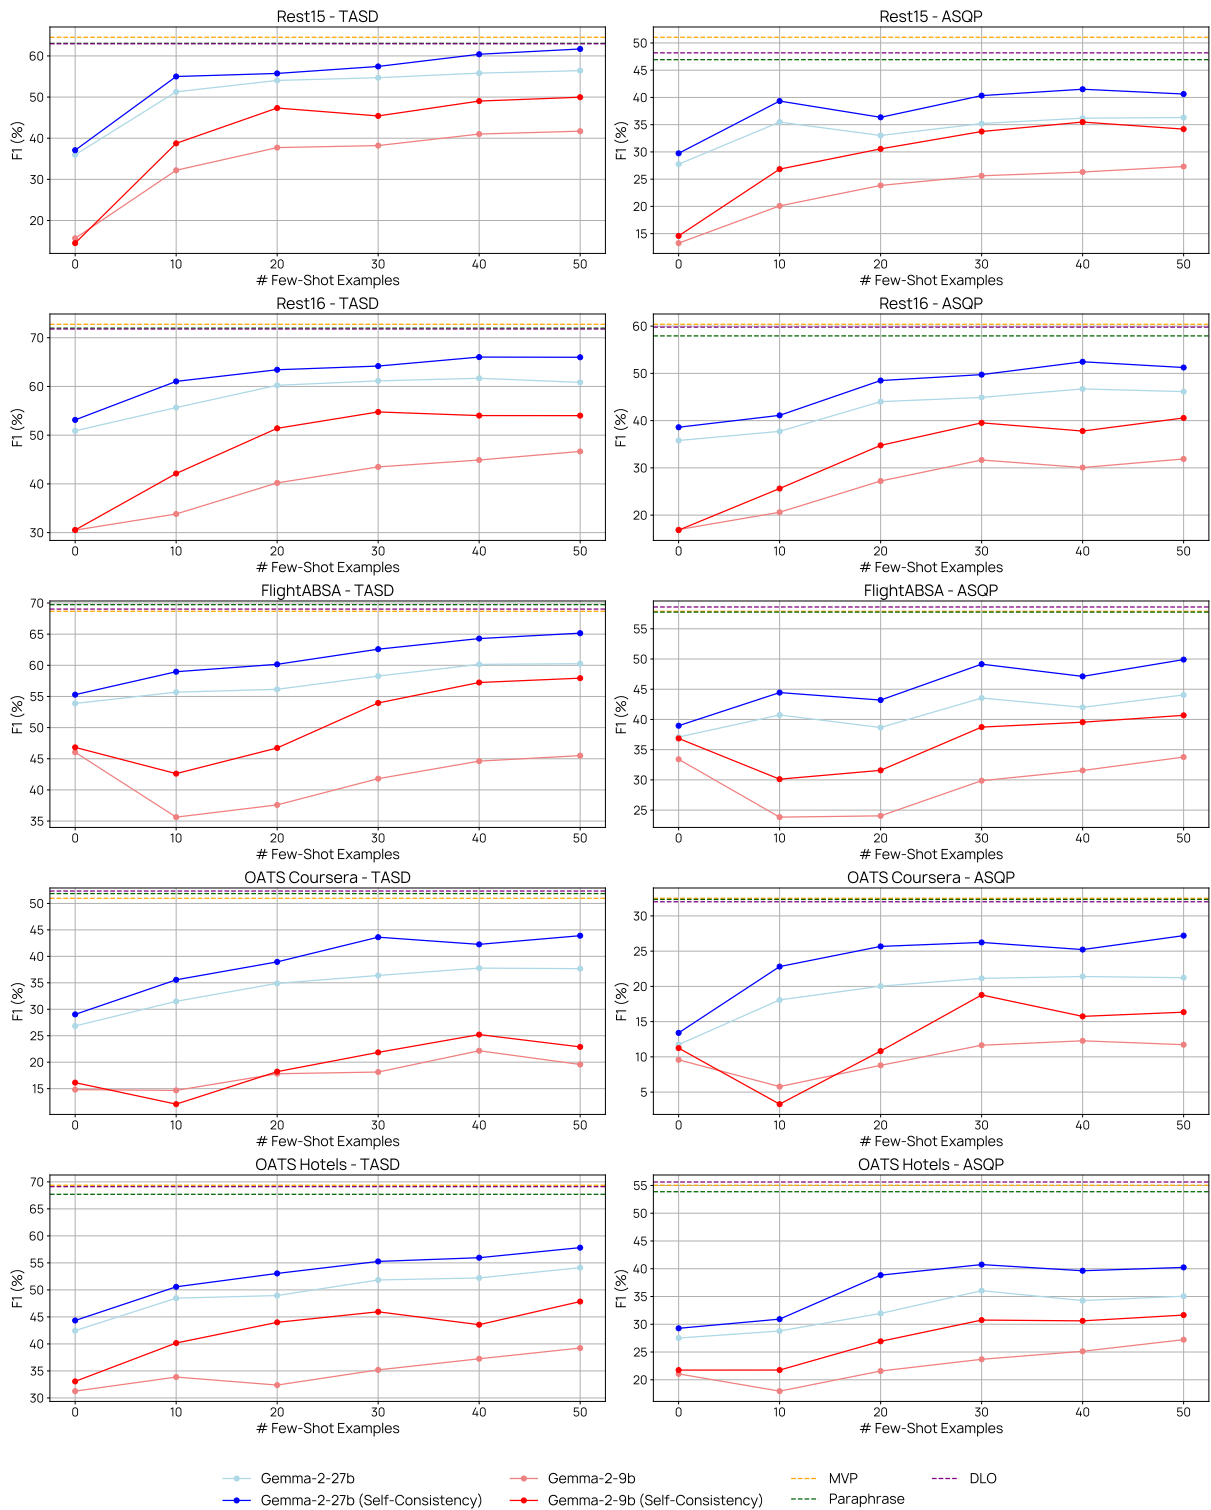 Rest15 - TASD
F1 (%)
60
50
40
30
20
0 10 20 30 40 50
# Few-Shot Examples
Rest15 - ASQP
F1 (%)
50
45
40
35
30
25
20
15
0 10 20 30 40 50
# Few-Shot Examples
Rest16 - TASD
F1 (%)
70
60
50
40
30
0 10 20 30 40 50
# Few-Shot Examples
Rest16 - ASQP
F1 (%)
60
50
40
30
20
0 10 20 30 40 50
# Few-Shot Examples
FlightABSA - TASD
F1 (%)
70
65
60
55
50
45
40
35
0 10 20 30 40 50
# Few-Shot Examples
FlightABSA - ASQP
F1 (%)
55
50
45
40
35
30
25
0 10 20 30 40 50
# Few-Shot Examples
OATS Coursera - TASD
F1 (%)
50
45
40
35
30
25
20
15
0 10 20 30 40 50
# Few-Shot Examples
OATS Coursera - ASQP
F1 (%)
30
25
20
15
10
5
0 10 20 30 40 50
# Few-Shot Examples
OATS Hotels - TASD
F1 (%)
70
65
60
55
50
45
40
35
30
0 10 20 30 40 50
# Few-Shot Examples
OATS Hotels - ASQP
F1 (%)
55
50
45
40
35
30
25
20
0 10 20 30 40 50
# Few-Shot Examples
Gemma-2-27b
Gemma-2-27b (Self-Consistency)
Gemma-2-9b
Gemma-2-9b (Self-Consistency)
MVP
Paraphrase
DLO